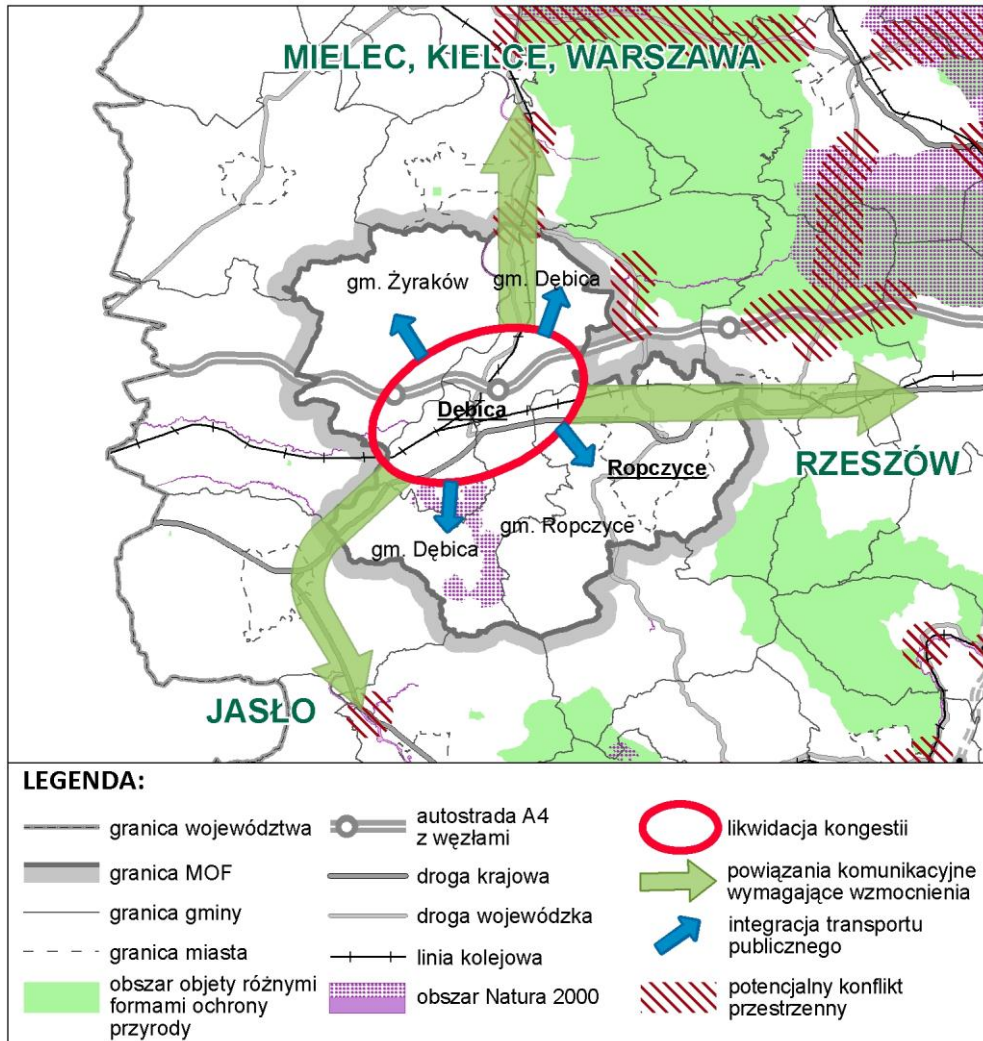 MIELEC, KIELCE, WARSZAWA
gm. Żyraków
gm. Dębica
Dębica
RZESZÓW
Ropczyce
gm. Ropczyce
gm. Dębica
JASŁO
LEGENDA:
granica województwa
granica MOF
granica gminy
granica miasta
obszar objety różnymi
formami ochrony
przyrody
autostrada A4
z węzłami
droga krajowa
droga wojewódzka
linia kolejowa
obszar Natura 2000
likwidacja kongestii
powiązania komunikacyjne
wymagające wzmocnienia
integracja transportu
publicznego
potencjalny konflikt
przestrzenny